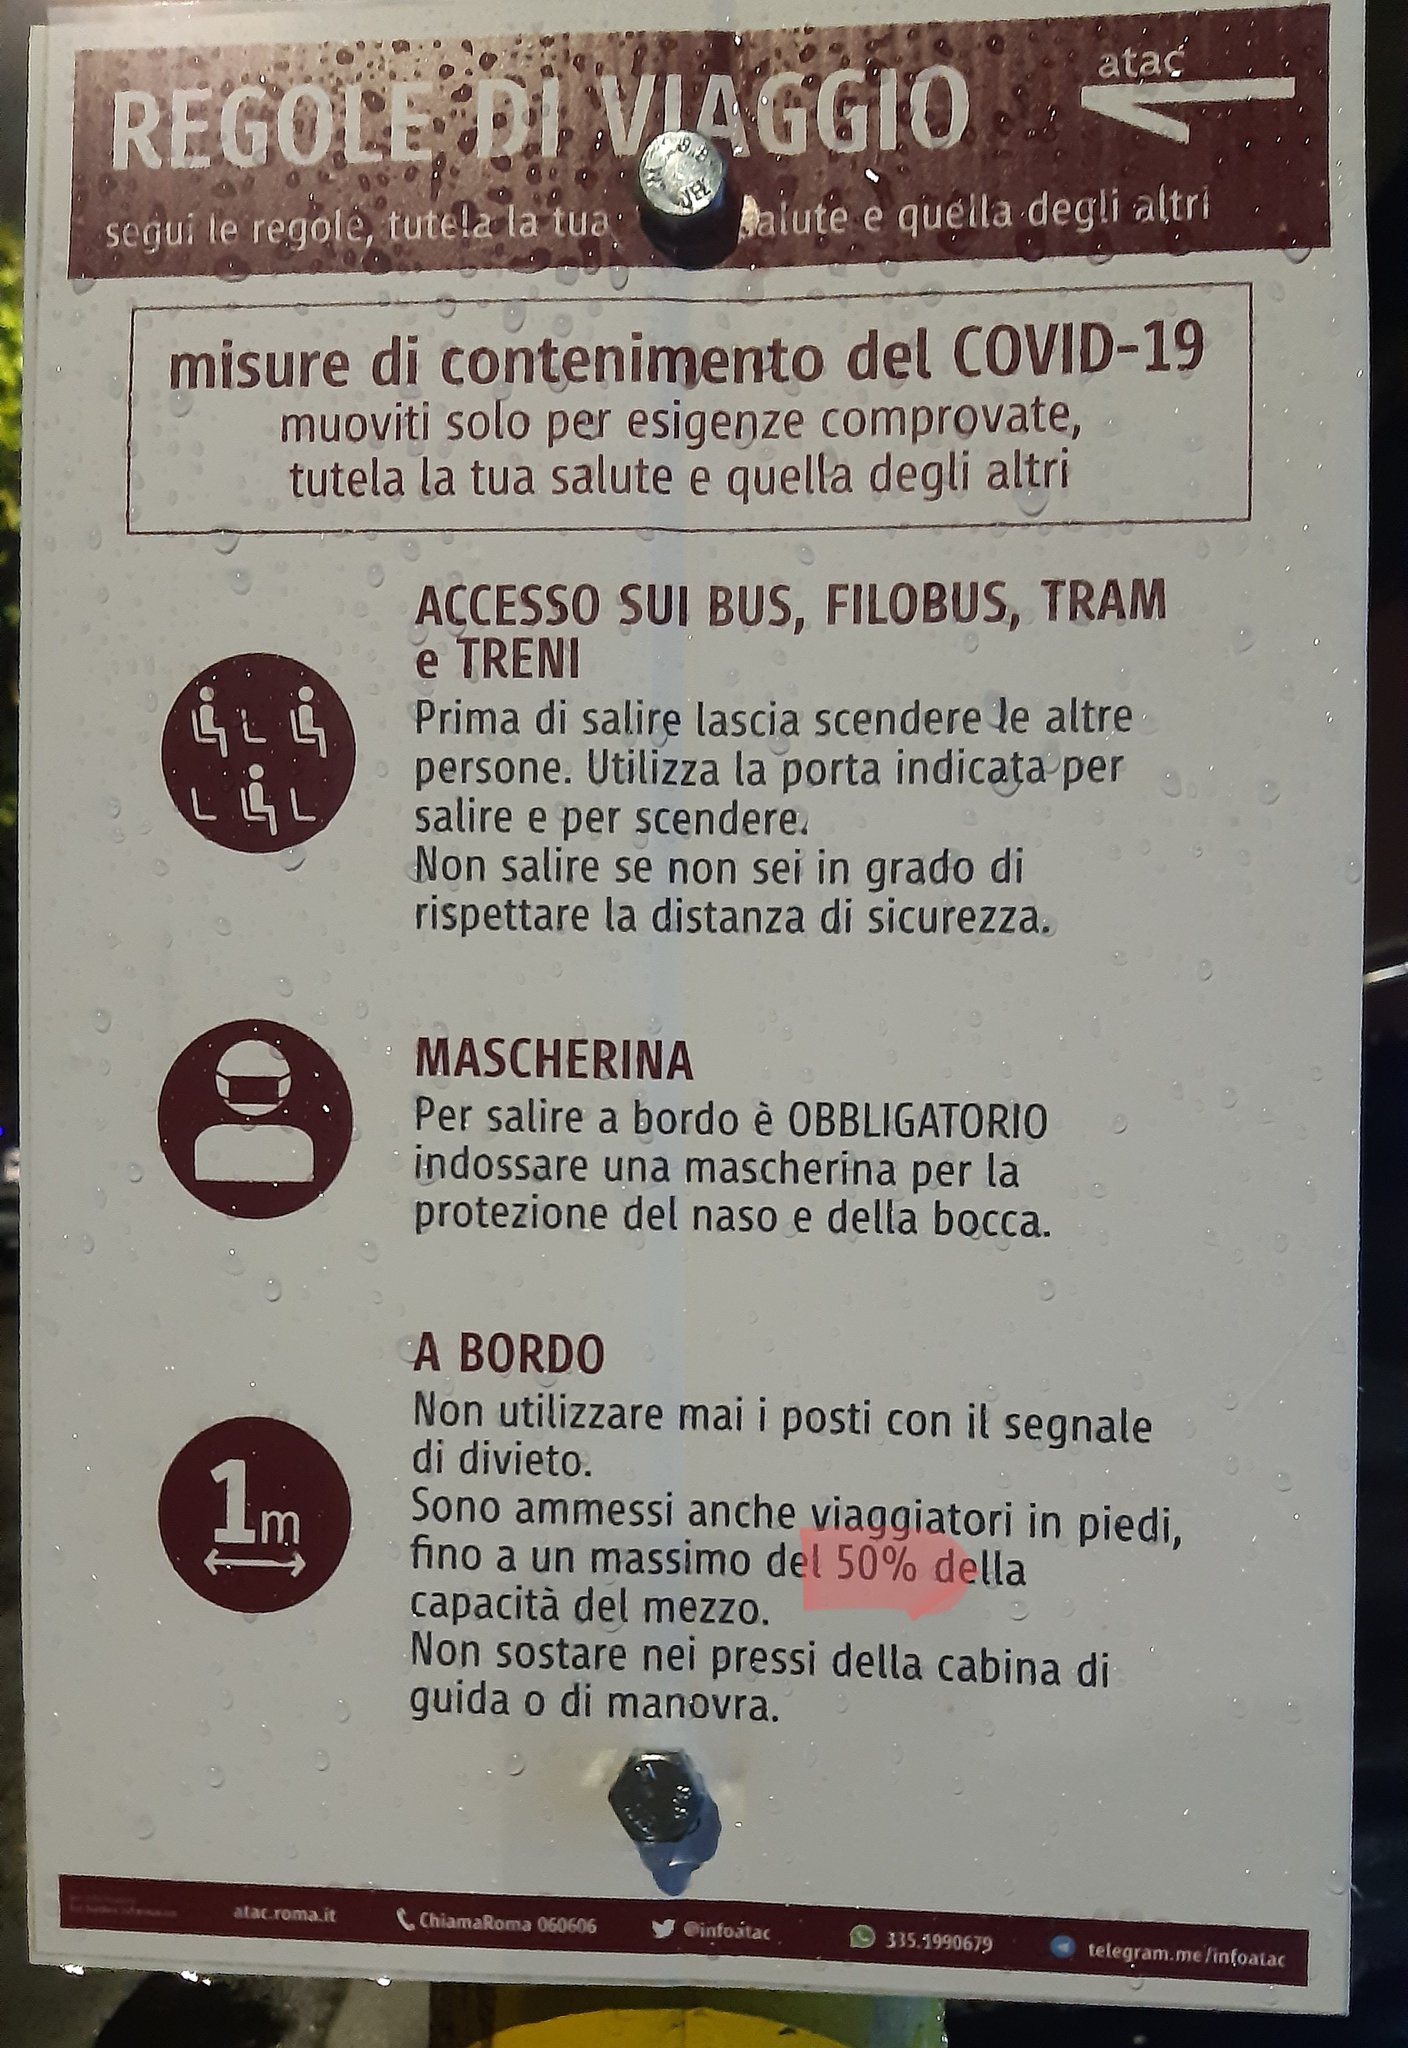 atac
REGOLE DI VIAGGIO
segui le regole, tutela la tua salute e quella degli altri
misure di contenimento del COVID-19
muoviti solo per esigenze comprovate,
tutela la tua salute e quella degli altri
ACCESSO SUI BUS, FILOBUS, TRAM
e TRENI
Prima di salire lascia scendere le altre
persone. Utilizza la porta indicata per
salire e per scendere.
Non salire se non sei in grado di
rispettare la distanza di sicurezza.
MASCHERINA
Per salire a bordo è OBBLIGATORIO
indossare una mascherina per la
protezione del naso e della bocca.
A BORDO
Non utilizzare mai i posti con il segnale
di divieto.
1m
Sono ammessi anche viaggiatori in piedi,
fino a un massimo del 50% della
capacità del mezzo.
Non sostare nei pressi della cabina di
guida o di manovra.
atac.roma.it ChiamaRoma 060606 @infoatac 335.1990679 telegram.me/infoatac